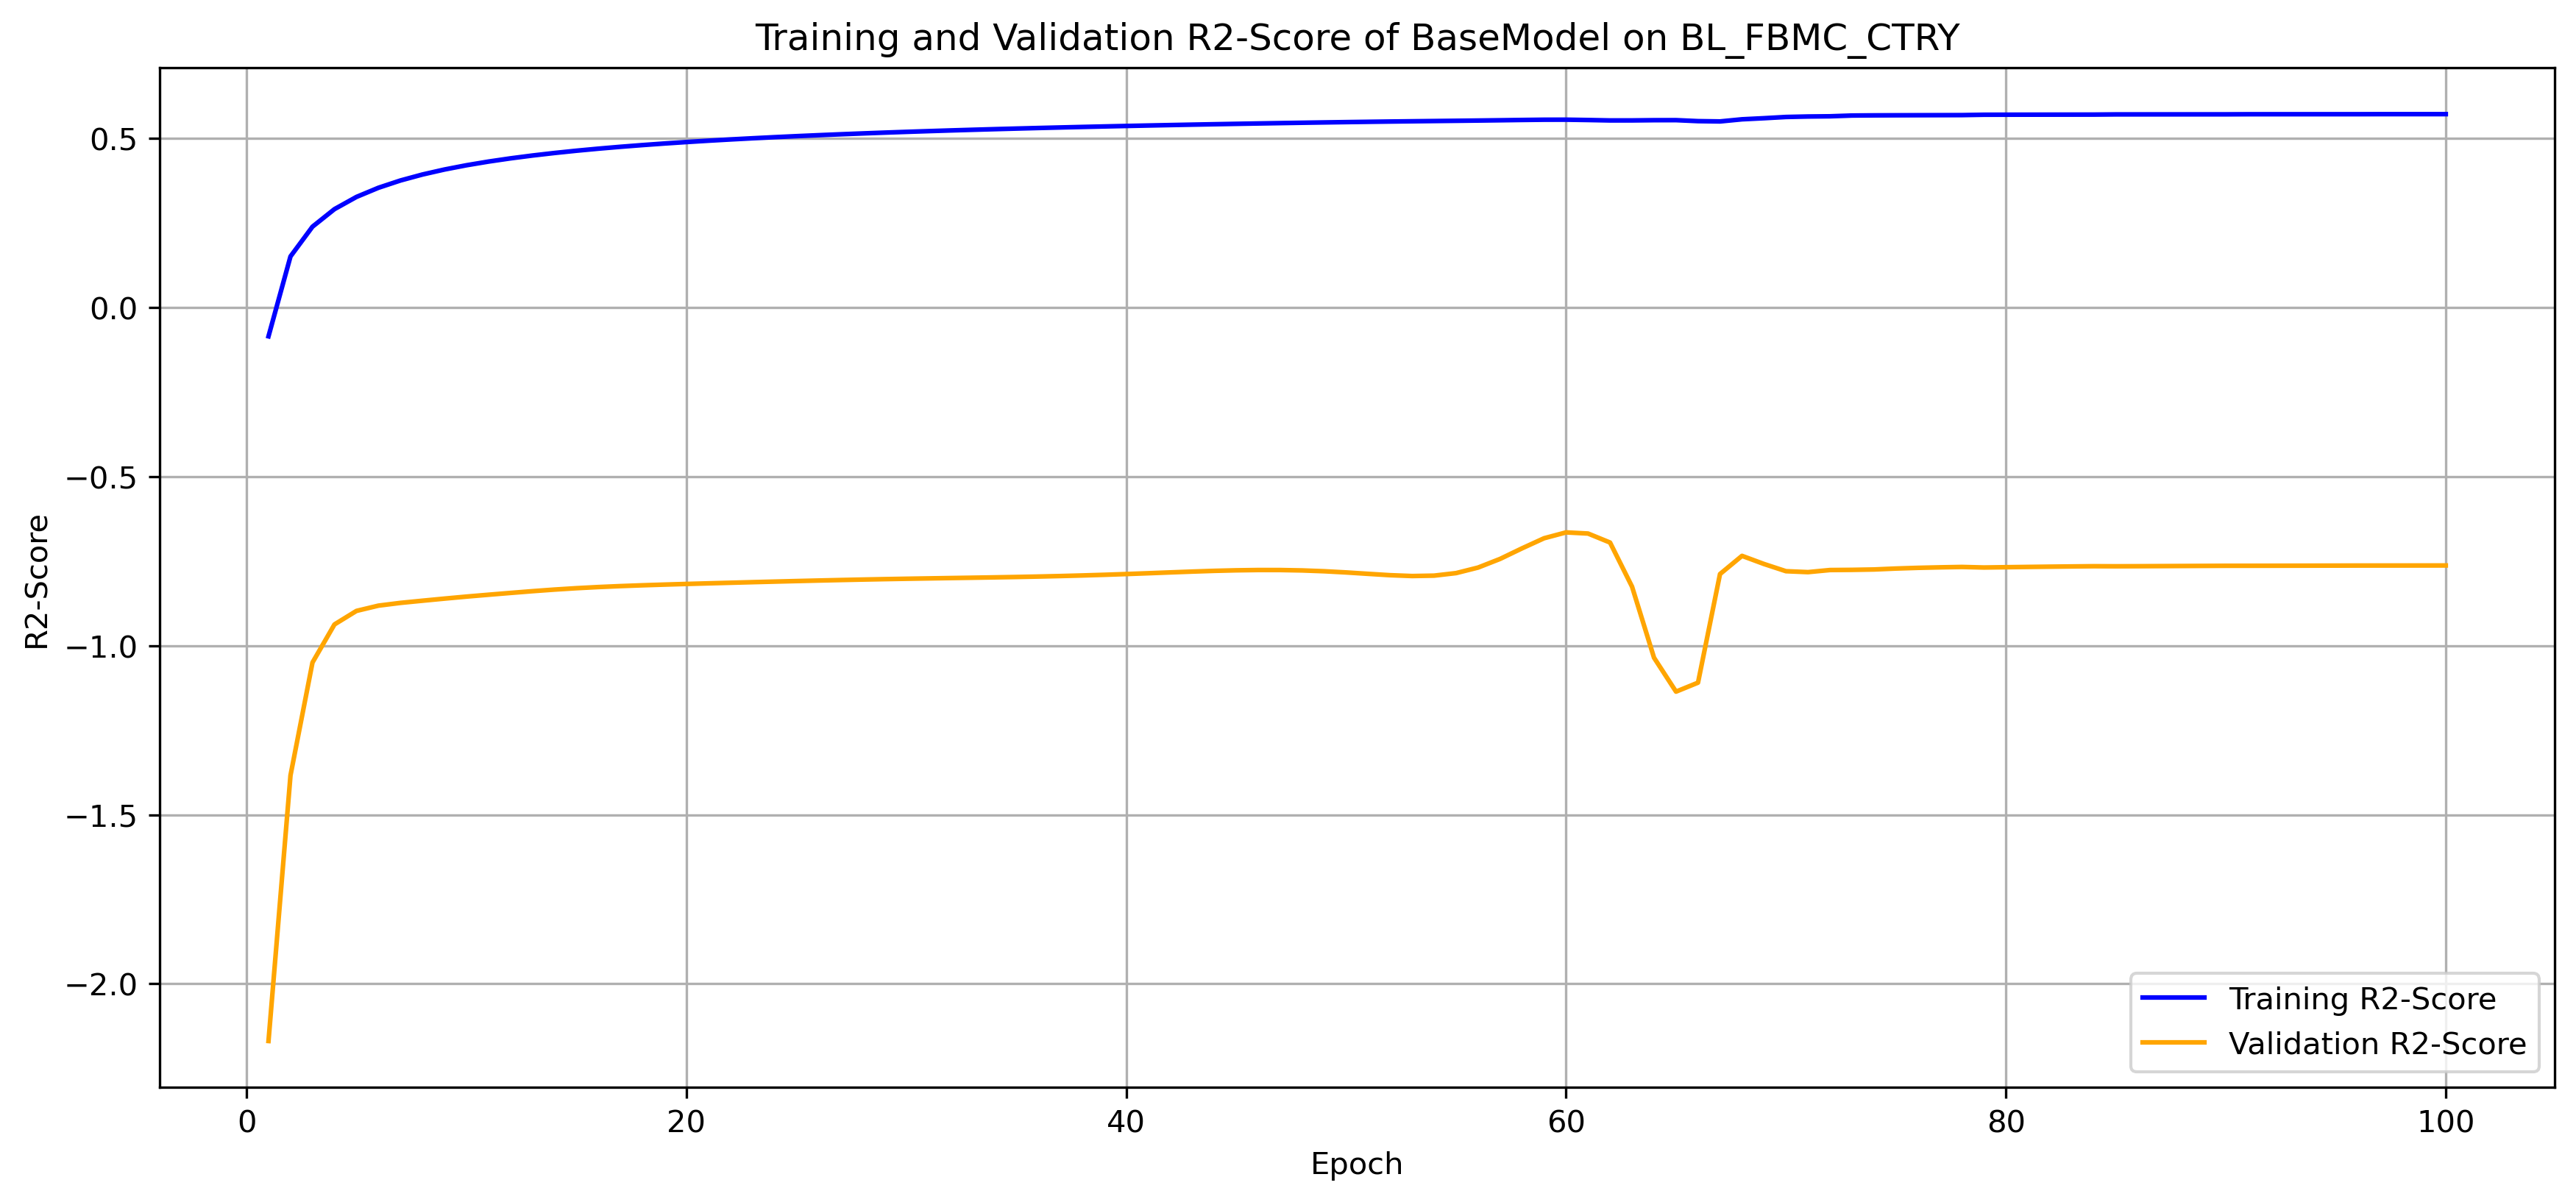 Training and Validation R2-Score of BaseModel on BL_FBMC_CTRY
R2-Score
0.5
0.0
−0.5
−1.0
−1.5
−2.0
0 20 40 60 80 100
Epoch
Training R2-Score
Validation R2-Score